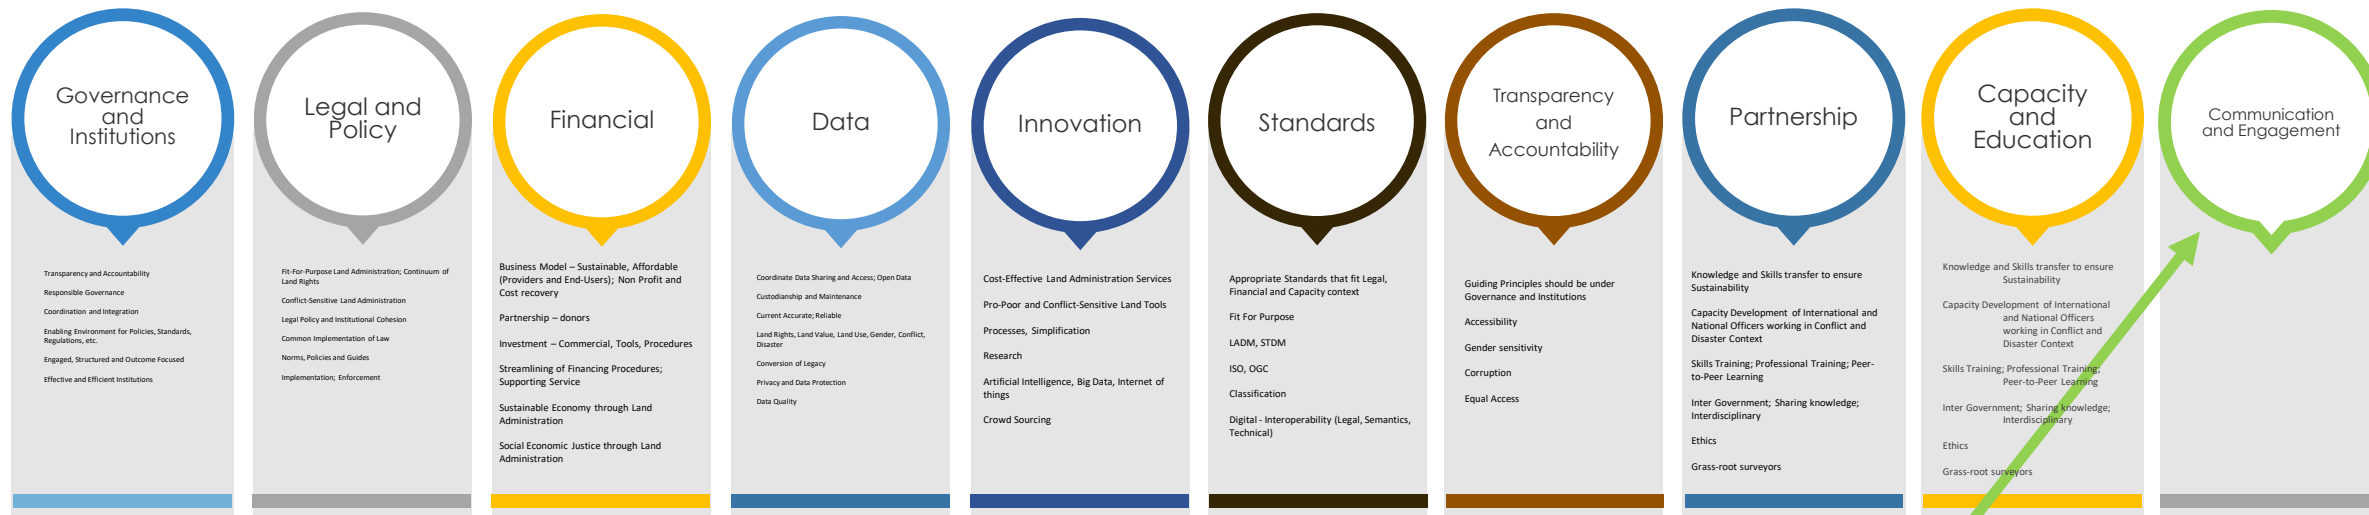 Governance
and
Institutions
Transparency and Accountability
Responsible Governance
Coordination and Integration
Enabling Environment for Policies, Standards,
Regulations, etc.
Engaged, Structured and Outcome Focused
Effective and Efficient Institutions
Legal and
Policy
Fit-For-Purpose Land Administration; Continuum of
Land Rights
Conflict-Sensitive Land Administration
Legal Policy and Institutional Cohesion
Common Implementation of Law
Norms, Policies and Guides
Implementation; Enforcement
Financial
Business Model – Sustainable, Affordable
(Providers and End-Users); Non Profit and
Cost recovery
Partnership – donors
Investment – Commercial, Tools, Procedures
Streamlining of Financing Procedures;
Supporting Service
Sustainable Economy through Land
Administration
Social Economic Justice through Land
Administration
Data
Coordinate Data Sharing and Access; Open Data
Custodianship and Maintenance
Current Accurate; Reliable
Land Rights, Land Value, Land Use, Gender, Conflict,
Disaster
Conversion of Legacy
Privacy and Data Protection
Data Quality
Innovation
Cost-Effective Land Administration Services
Pro-Poor and Conflict-Sensitive Land Tools
Processes, Simplification
Research
Artificial Intelligence, Big Data, Internet of
things
Crowd Sourcing
Standards
Appropriate Standards that fit Legal,
Financial and Capacity context
Fit For Purpose
LADM, STDM
ISO, OGC
Classification
Digital - Interoperability (Legal, Semantics,
Technical)
Transparency
and
Accountability
Guiding Principles should be under
Governance and Institutions
Accessibility
Gender sensitivity
Corruption
Equal Access
Partnership
Knowledge and Skills transfer to ensure
Sustainability
Capacity Development of International and
National Officers working in Conflict and
Disaster Context
Skills Training; Professional Training; Peer-
to-Peer Learning
Inter Government; Sharing knowledge;
Interdisciplinary
Ethics
Grass-root surveyors
Capacity
and
Education
Knowledge and Skills transfer to ensure
Sustainability
Capacity Development of International
and National Officers
working in Conflict and
Disaster Context
Skills Training; Professional Training;
Peer-to-Peer Learning
Inter Government; Sharing knowledge;
Interdisciplinary
Ethics
Grass-root surveyors
Communication
and Engagement